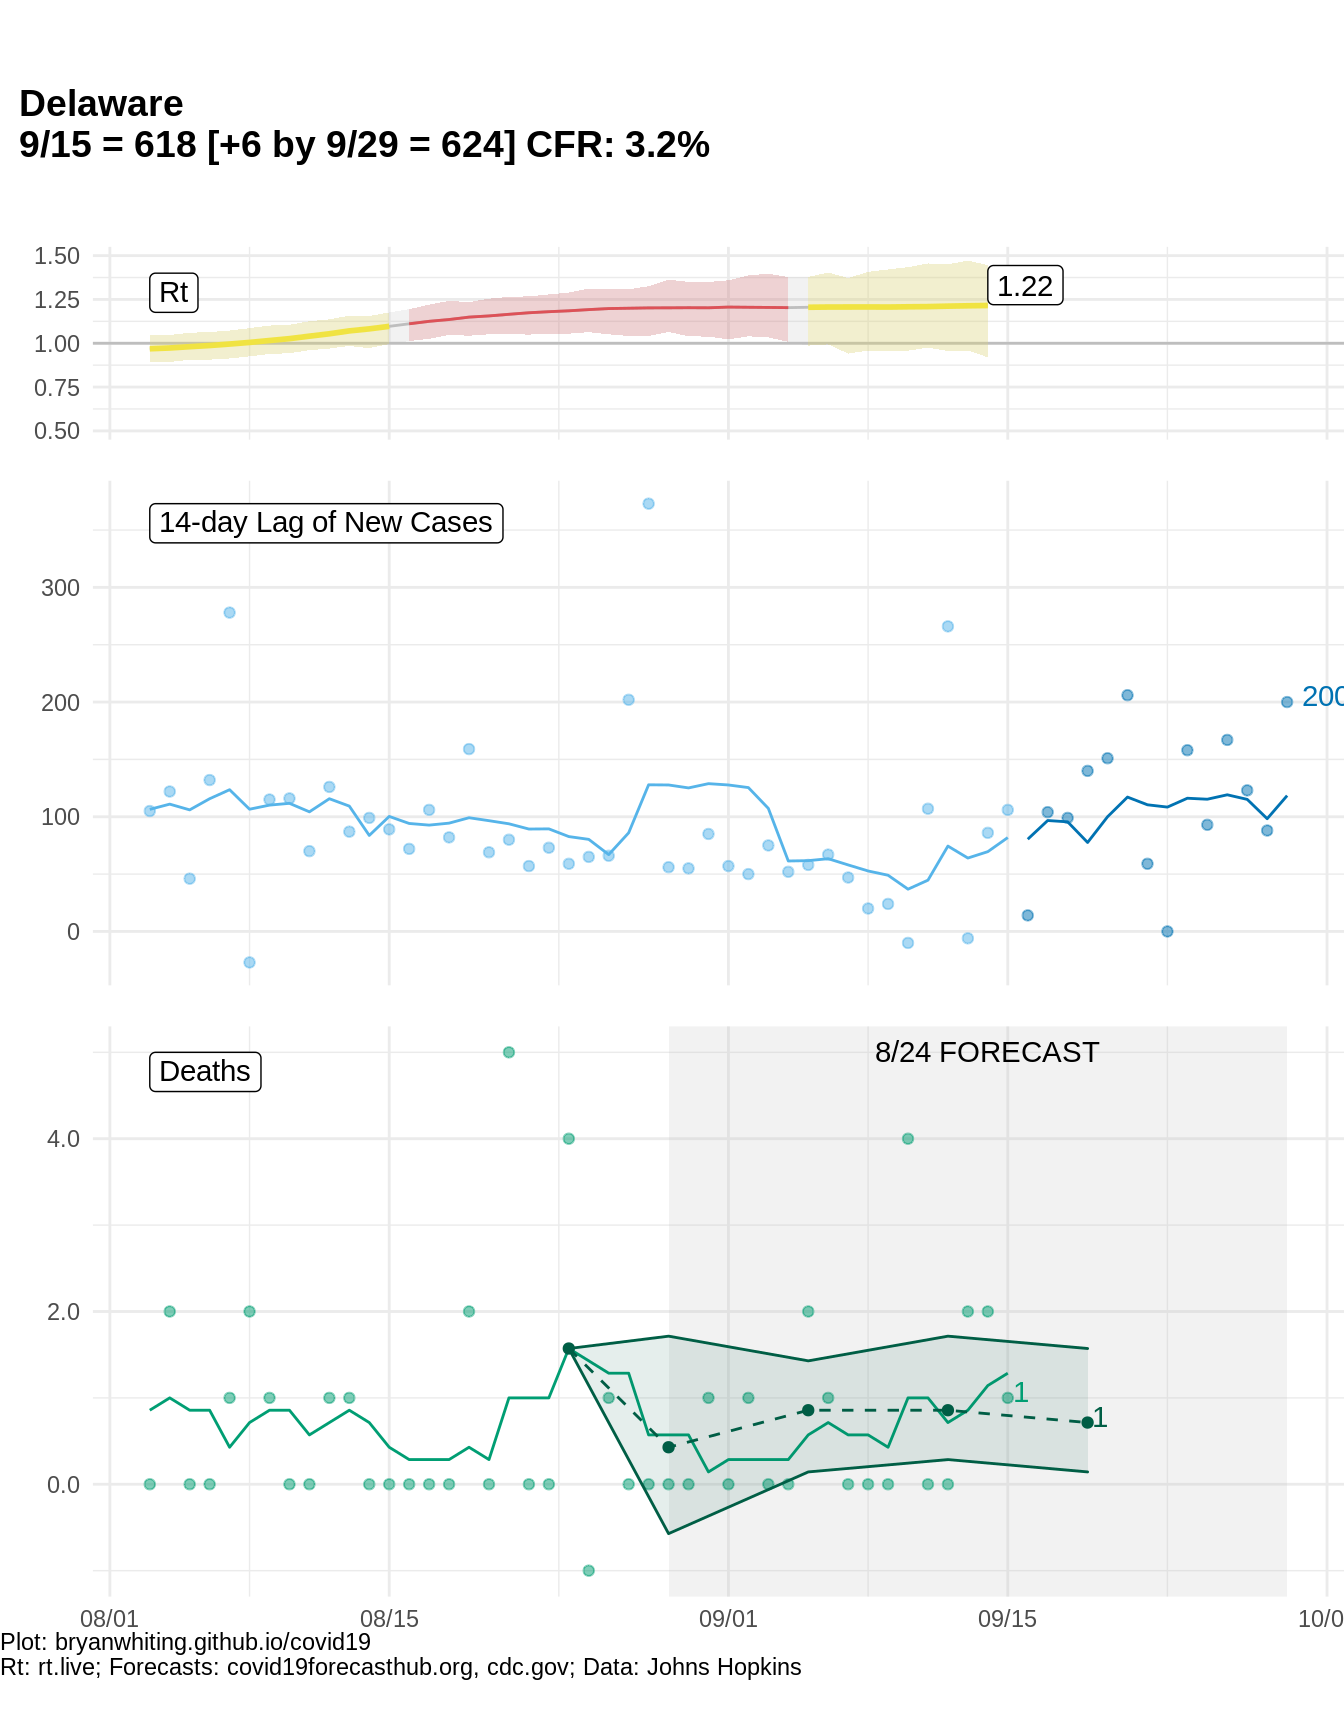 Delaware
9/15 = 618 [+6 by 9/29 = 624] CFR: 3.2%
1.50
1.25
1.00
0.75
0.50
Rt
1.22
14-day Lag of New Cases
300
200
100
0
200
Deaths
8/24 FORECAST
4.0
2.0
0.0
1
1
08/01 08/15 09/01 09/15 10/0
Plot: bryanwhiting.github.io/covid19
Rt: rt.live; Forecasts: covid19forecasthub.org, cdc.gov; Data: Johns Hopkins